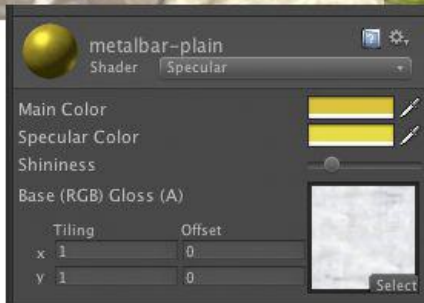 metalbar-plain
Shader Specular
Main Color
Specular Color
Shininess
Base (RGB) Gloss (A)
Tiling Offset
x 1 0
y 1 0
Select